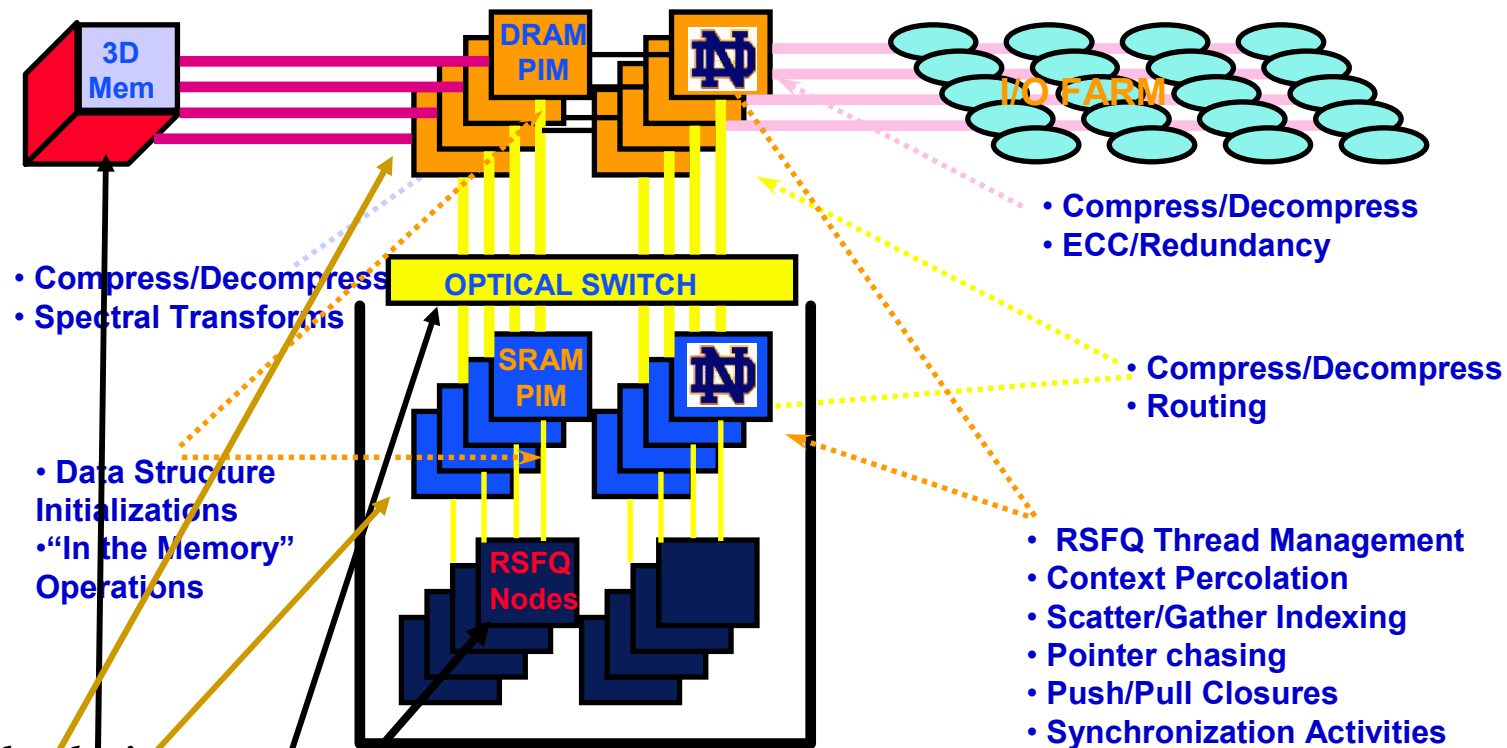 3D
Mem
DRAM
PIM
ND
I/O FARM
• Compress/Decompress
• ECC/Redundancy
• Compress/Decompress
• Spectral Transforms
OPTICAL SWITCH
SRAM
PIM
ND
• Compress/Decompress
• Routing
• Data Structure
Initializations
•“In the Memory”
Operations
RSFQ
Nodes
• RSFQ Thread Management
• Context Percolation
• Scatter/Gather Indexing
• Pointer chasing
• Push/Pull Closures
• Synchronization Activities